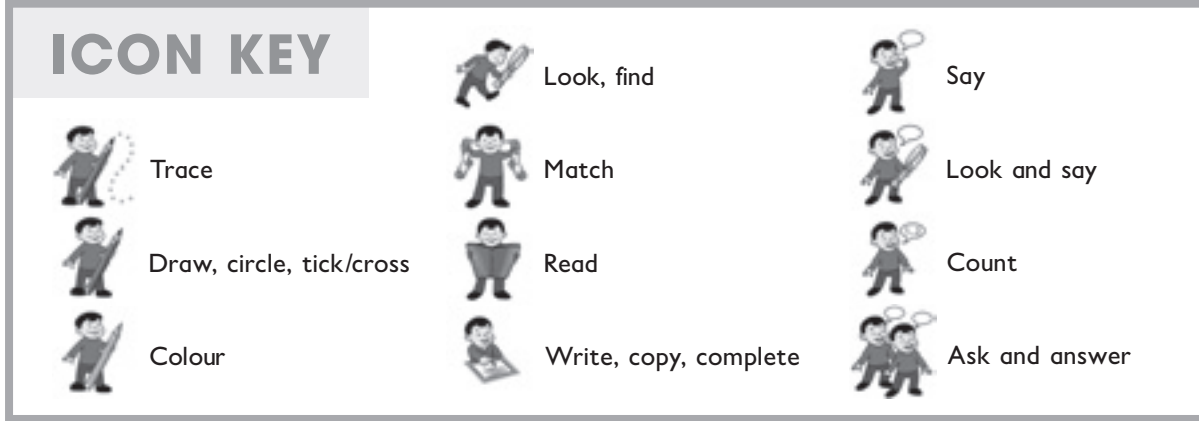 ICON KEY
Trace
Draw, circle, tick/cross
Colour
Look, find
Match
Read
Write, copy, complete
Say
Look and say
Count
Ask and answer